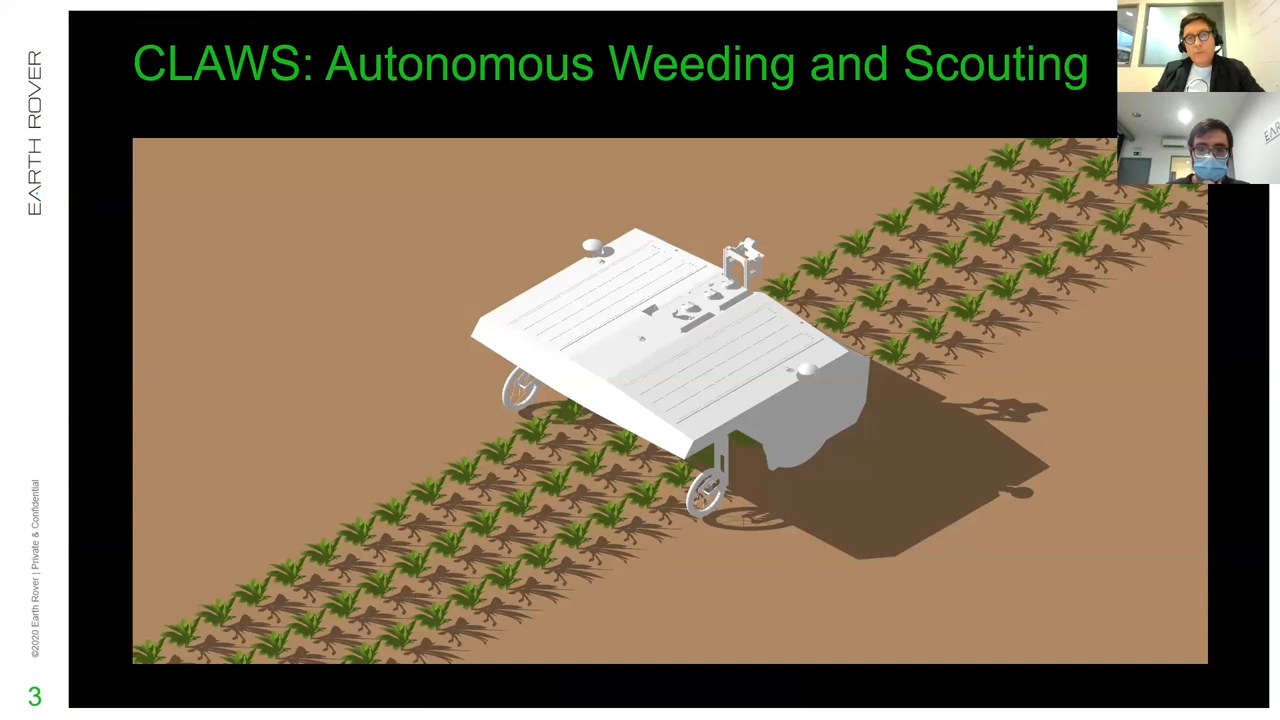 CLAWS: Autonomous Weeding and Scouting
EARTH ROVER
©2020 Earth Rover | Private & Confidential
3